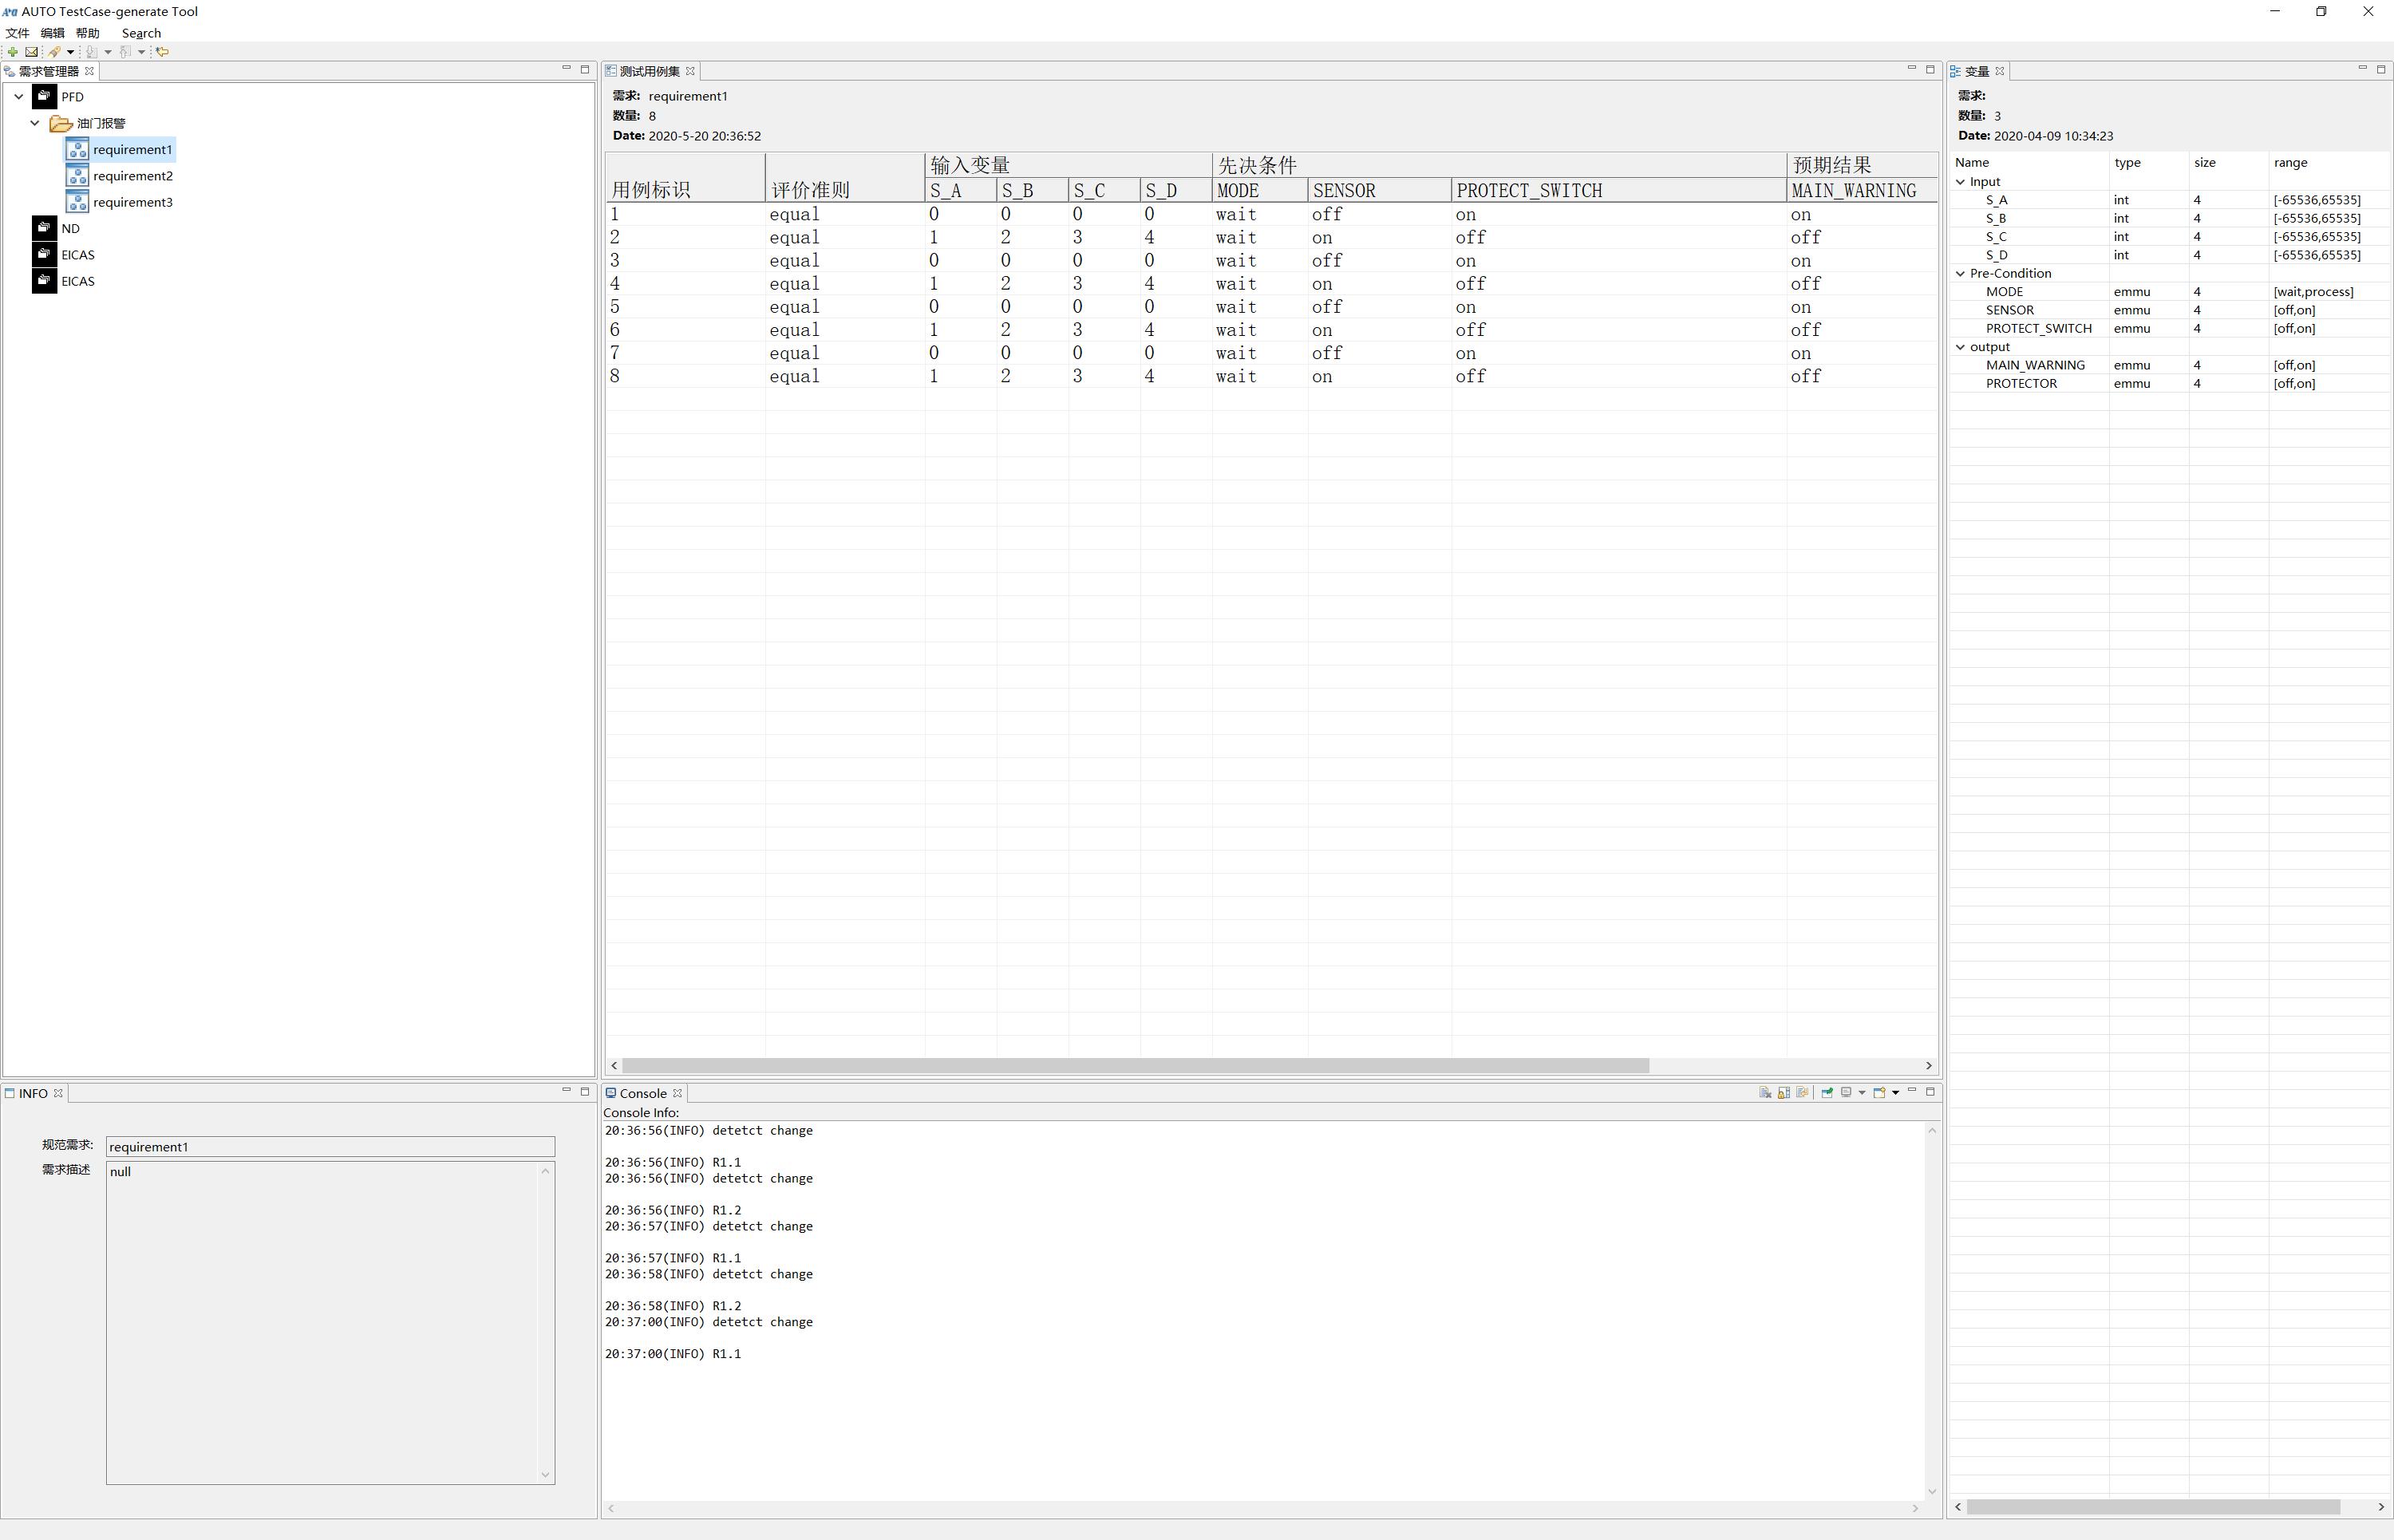 AUTO TestCase-generate Tool
文件 编辑 帮助 Search
需求管理器
PFD
油门报警
requirement1
requirement2
requirement3
ND
EICAS
EICAS
测试用例集
需求: requirement1
数量: 8
Date: 2020-5-20 20:36:52
输入变量 先决条件 预期结果
用例标识 评价准则 S_A S_B S_C S_D MODE SENSOR PROTECT_SWITCH MAIN_WARNING
1 equal 0 0 0 0 wait off on on
2 equal 1 2 3 4 wait on off off
3 equal 0 0 0 0 wait off on on
4 equal 1 2 3 4 wait on off off
5 equal 0 0 0 0 wait off on on
6 equal 1 2 3 4 wait on off off
7 equal 0 0 0 0 wait off on on
8 equal 1 2 3 4 wait on off off
变量
需求:
数量: 3
Date: 2020-04-09 10:34:23
Name type size range
Input
S_A int 4 [-65536,65535]
S_B int 4 [-65536,65535]
S_C int 4 [-65536,65535]
S_D int 4 [-65536,65535]
Pre-Condition
MODE emmu 4 [wait,process]
SENSOR emmu 4 [off,on]
PROTECT_SWITCH emmu 4 [off,on]
output
MAIN_WARNING emmu 4 [off,on]
PROTECTOR emmu 4 [off,on]
INFO
规范需求: requirement1
需求描述 null
Console
Console Info:
20:36:56(INFO) detetct change
20:36:56(INFO) R1.1
20:36:56(INFO) detetct change
20:36:56(INFO) R1.2
20:36:57(INFO) detetct change
20:36:57(INFO) R1.1
20:36:58(INFO) detetct change
20:36:58(INFO) R1.2
20:37:00(INFO) detetct change
20:37:00(INFO) R1.1